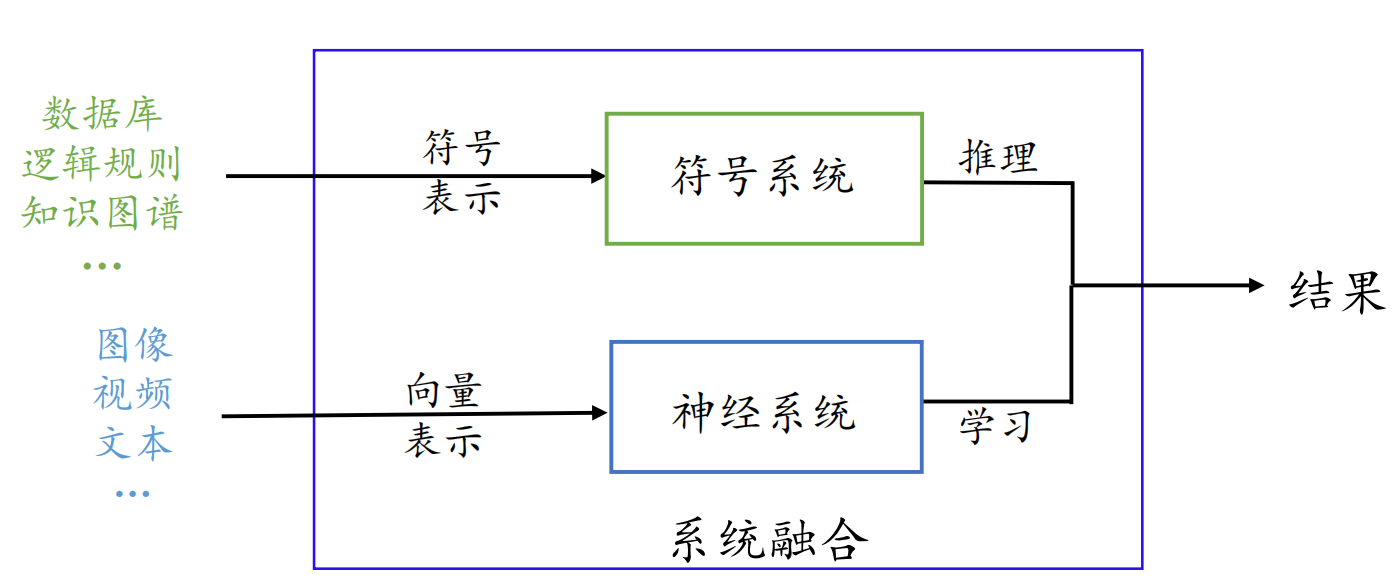 数据库
逻辑规则
知识图谱
...
符号
表示
符号系统
推理
结果
图像
视频
文本
...
向量
表示
神经系统
学习
系统融合